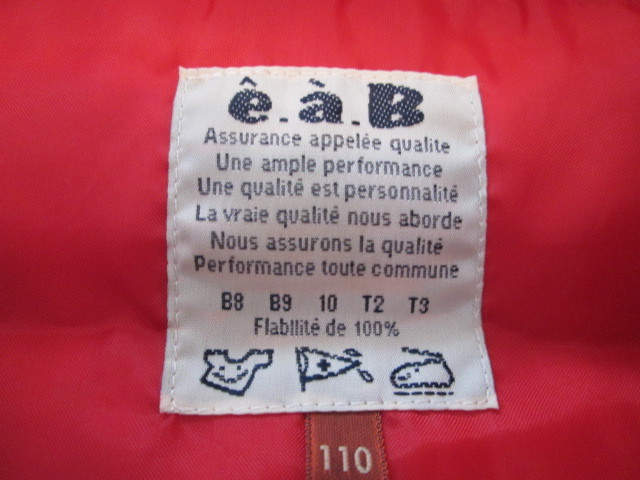 ê.à.B
Assurance appelée qualite
Une ample performance
Une qualité est personnalité
La vraie qualité nous aborde
Nous assurons la qualité
Performance toute commune
B8 B9 10 T2 T3
Flabllité de 100%
110